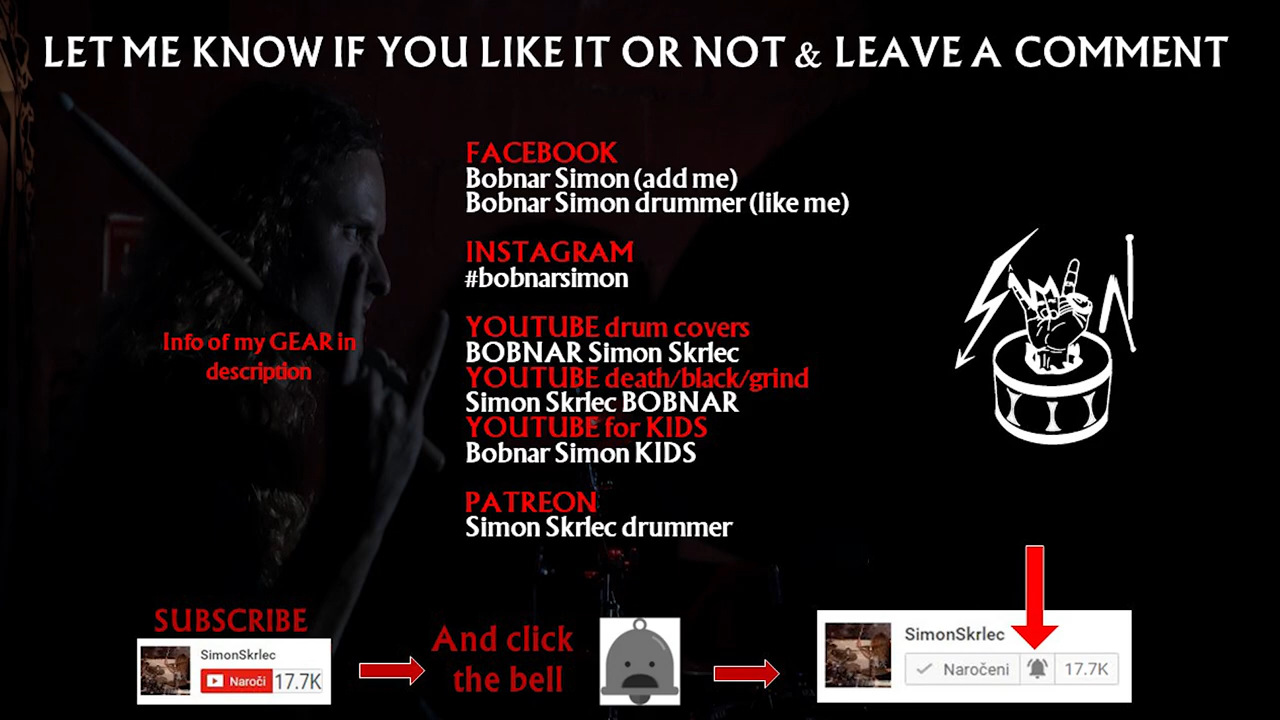 LET ME KNOW IF YOU LIKE IT OR NOT & LEAVE A COMMENT
FACEBOOK
Bobnar Simon (add me)
Bobnar Simon drummer (like me)
INSTAGRAM
#bobnarsimon
YOUTUBE drum covers
BOBNAR Simon Skrlec
YOUTUBE death/black/grind
Simon Skrlec BOBNAR
YOUTUBE for KIDS
Bobnar Simon KIDS
PATREON
Simon Skrlec drummer
Info of my GEAR in
description
SIMON
SUBSCRIBE
SimonSkrlec
Naroči 17.7K
And click
the bell
SimonSkrlec
Naročeni 17.7K